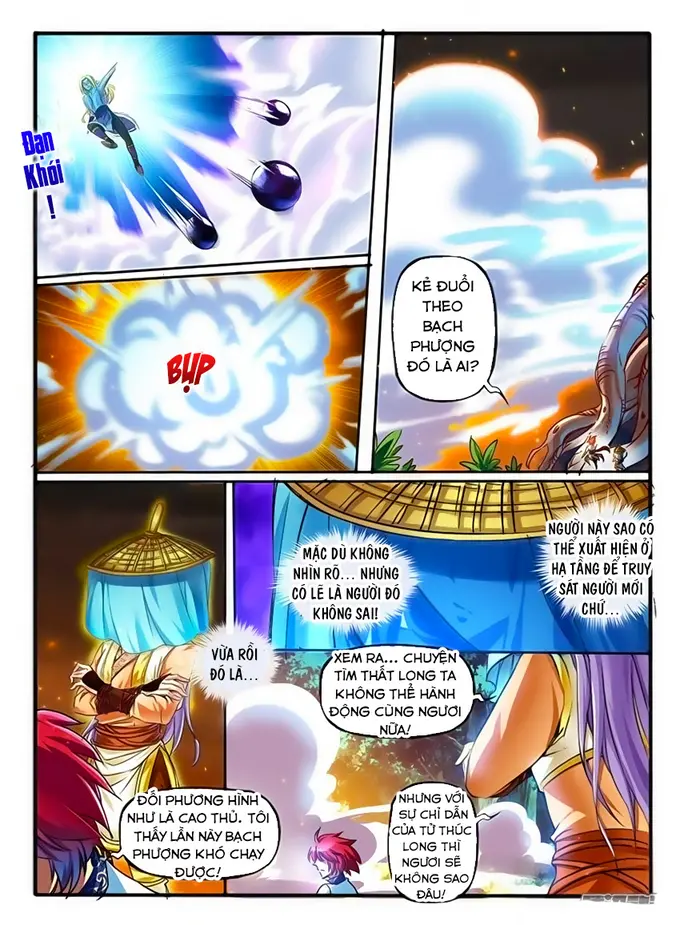 Đạn
Khói
!
BỤP
KẺ ĐUỔI
THEO
BẠCH
PHƯỢNG
ĐÓ LÀ AI?
VỪA RỒI
ĐÓ LÀ...
MẶC DÙ KHÔNG
NHÌN RÕ... NHƯNG
CÓ LẼ LÀ NGƯỜI ĐÓ
KHÔNG SAI!
NGƯỜI NÀY SAO CÓ
THỂ XUẤT HIỆN Ở
HẠ TẦNG ĐỂ TRUY
SÁT NGƯỜI MỚI
CHỨ...
XEM RA... CHUYỆN
TÌM THẤT LONG TA
KHÔNG THỂ HÀNH
ĐỘNG CÙNG NGƯƠI
NỮA!
ĐỐI PHƯƠNG HÌNH
NHƯ LÀ CAO THỦ. TÔI
THẤY LẦN NÀY BẠCH
PHƯỢNG KHÓ CHẠY
ĐƯỢC!
NHƯNG VỚI
SỰ CHỈ DẪN
CỦA TỬ THÚC
LONG THÌ
NGƯƠI SẼ
KHÔNG SAO
ĐÂU!